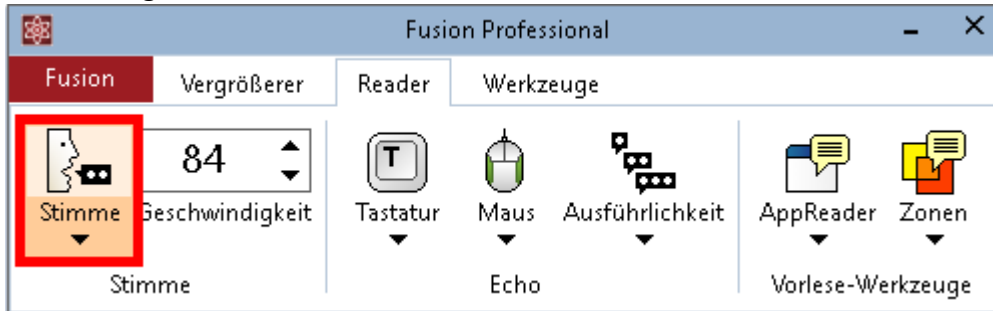 Fusion Professional
Fusion Vergrößerer Reader Werkzeuge
84 T
Stimme Geschwindigkeit Tastatur Maus Ausführlichkeit AppReader Zonen
Stimme Echo Vorlese-Werkzeuge